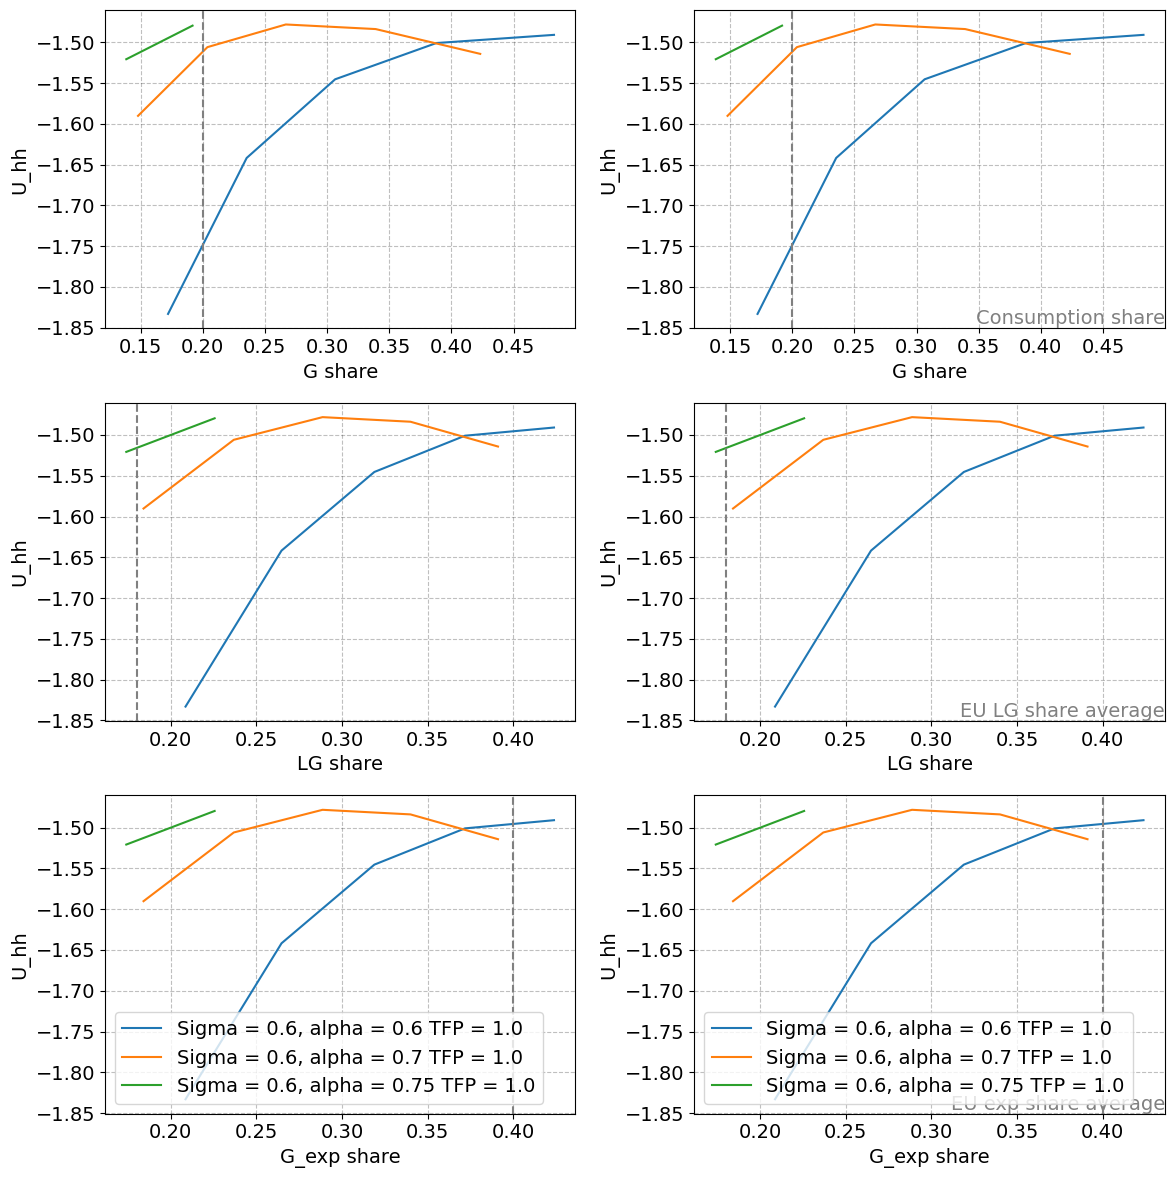 −1.50
−1.55
−1.60
−1.65
−1.70
−1.75
−1.80
−1.85
U_hh
0.15 0.20 0.25 0.30 0.35 0.40 0.45
G share
−1.50
−1.55
−1.60
−1.65
−1.70
−1.75
−1.80
−1.85
U_hh
Consumption share
0.15 0.20 0.25 0.30 0.35 0.40 0.45
G share
−1.50
−1.55
−1.60
−1.65
−1.70
−1.75
−1.80
−1.85
U_hh
0.20 0.25 0.30 0.35 0.40
LG share
−1.50
−1.55
−1.60
−1.65
−1.70
−1.75
−1.80
−1.85
U_hh
EU LG share average
0.20 0.25 0.30 0.35 0.40
LG share
−1.50
−1.55
−1.60
−1.65
−1.70
−1.75
−1.80
−1.85
U_hh
Sigma = 0.6, alpha = 0.6 TFP = 1.0
Sigma = 0.6, alpha = 0.7 TFP = 1.0
Sigma = 0.6, alpha = 0.75 TFP = 1.0
0.20 0.25 0.30 0.35 0.40
G_exp share
−1.50
−1.55
−1.60
−1.65
−1.70
−1.75
−1.80
−1.85
U_hh
Sigma = 0.6, alpha = 0.6 TFP = 1.0
Sigma = 0.6, alpha = 0.7 TFP = 1.0
Sigma = 0.6, alpha = 0.75 TFP = 1.0
EU exp share average
0.20 0.25 0.30 0.35 0.40
G_exp share